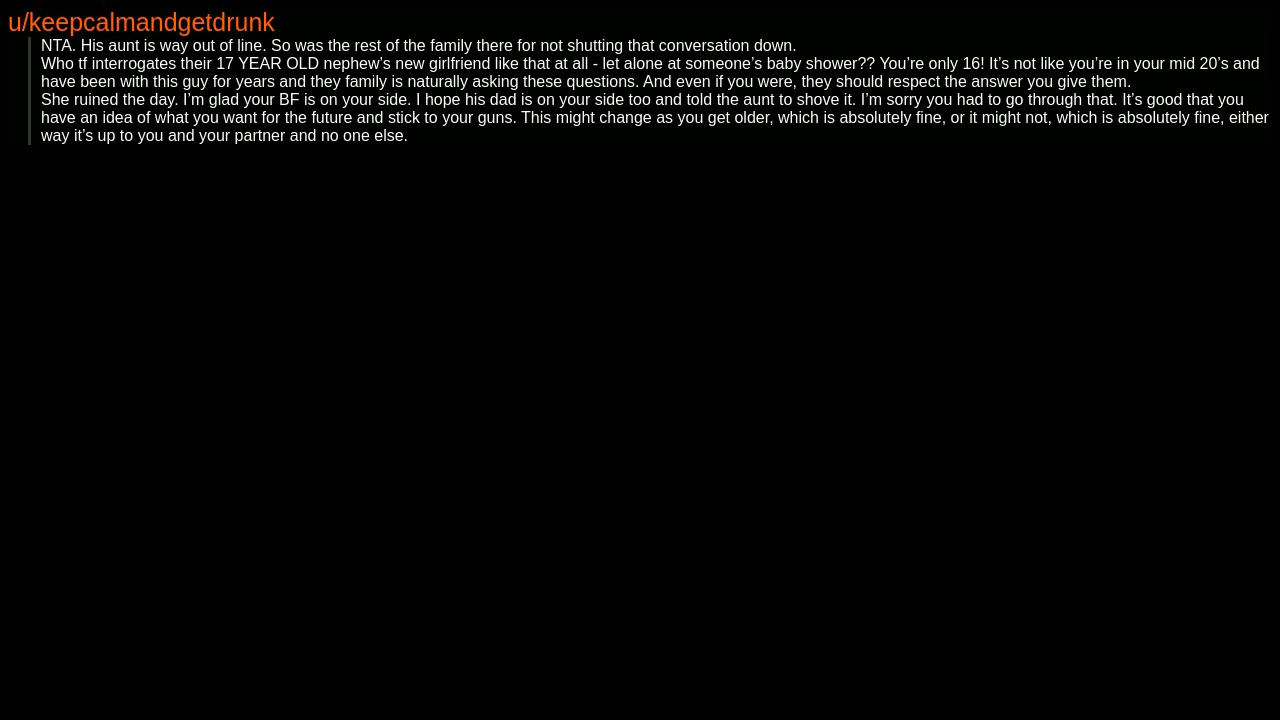 u/keepcalmandgetdrunk
NTA. His aunt is way out of line. So was the rest of the family there for not shutting that conversation down.
Who tf interrogates their 17 YEAR OLD nephew’s new girlfriend like that at all - let alone at someone’s baby shower?? You’re only 16! It’s not like you’re in your mid 20’s and
have been with this guy for years and they family is naturally asking these questions. And even if you were, they should respect the answer you give them.
She ruined the day. I’m glad your BF is on your side. I hope his dad is on your side too and told the aunt to shove it. I’m sorry you had to go through that. It’s good that you
have an idea of what you want for the future and stick to your guns. This might change as you get older, which is absolutely fine, or it might not, which is absolutely fine, either
way it’s up to you and your partner and no one else.